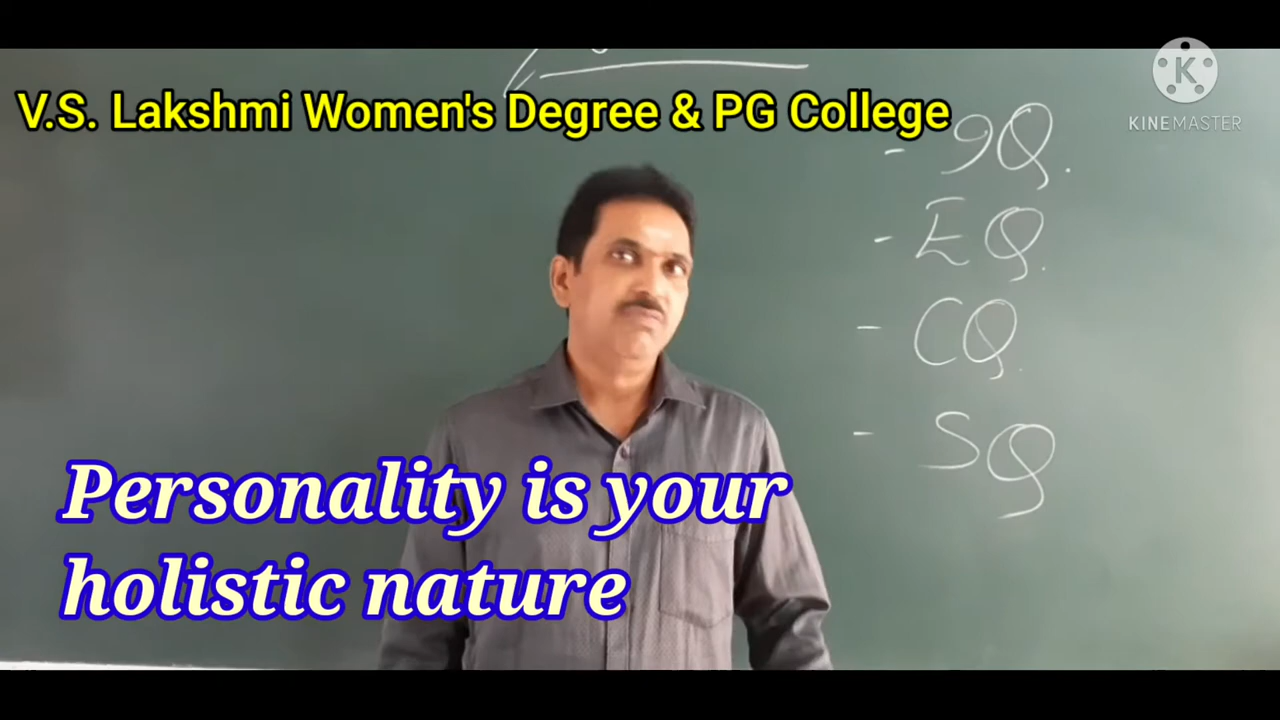 V.S. Lakshmi Women's Degree & PG College
KINEMASTER
- IQ.
- EQ.
- CQ.
- SQ
Personality is your
holistic nature